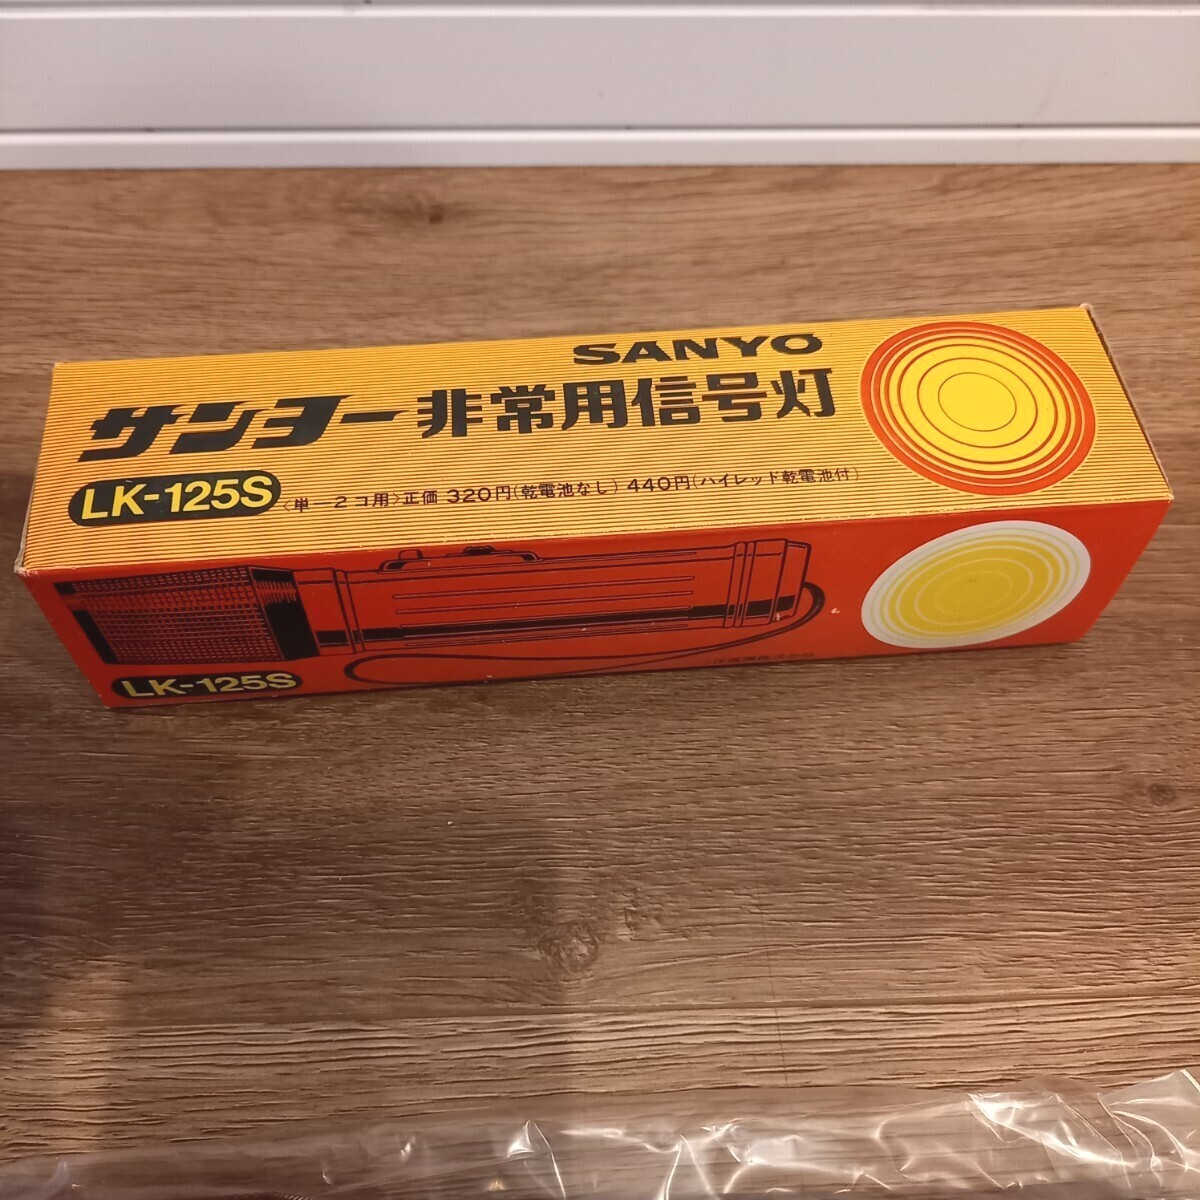 SANYO
サンヨー非常用信号灯
LK-125S 〈単一2コ用〉正価 320円(乾電池なし) 440円(ハイレッド乾電池付)
LK-125S